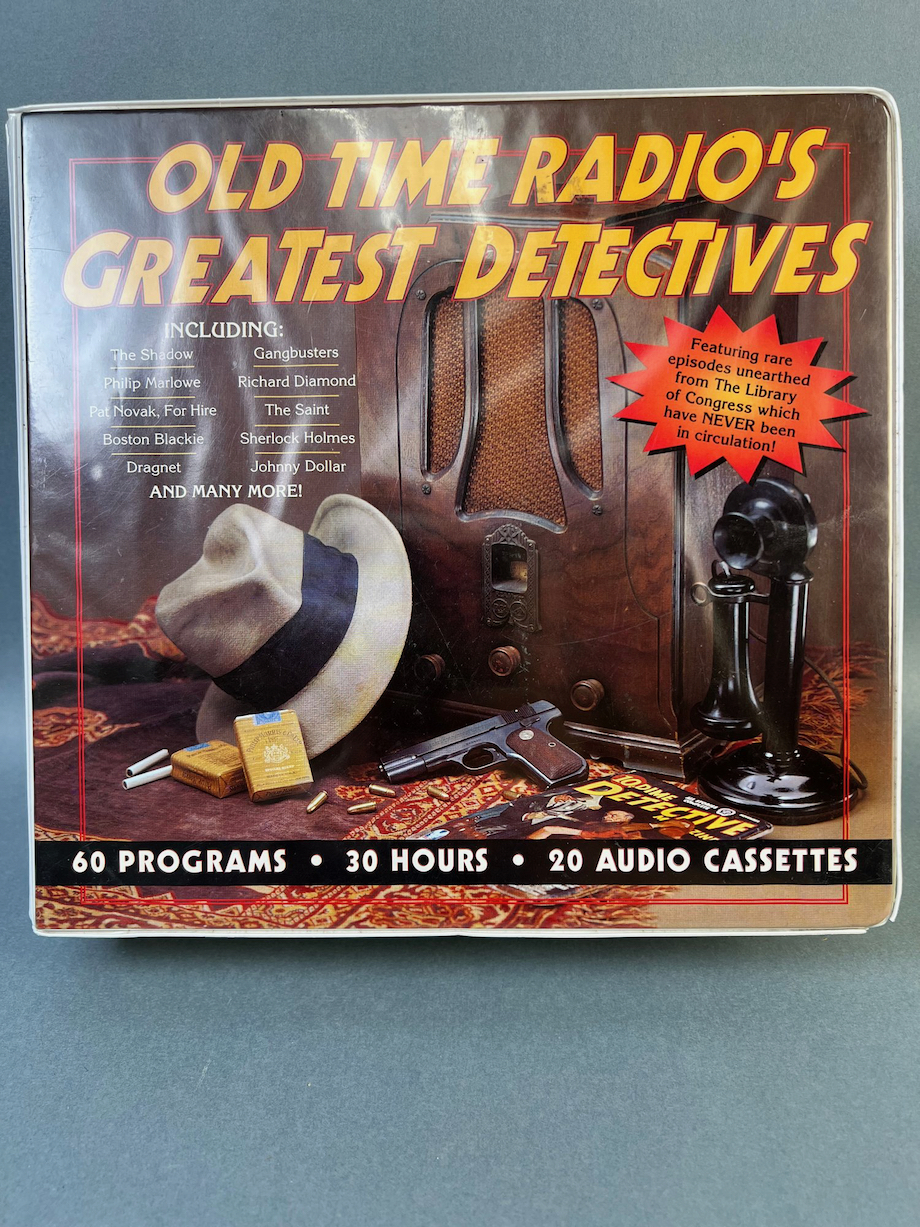 OLD TIME RADIO'S
GREATEST DETECTIVES
INCLUDING:
The Shadow
Philip Marlowe
Pat Novak, For Hire
Boston Blackie
Dragnet
Gangbusters
Richard Diamond
The Saint
Sherlock Holmes
Johnny Dollar
AND MANY MORE!
Featuring rare
episodes unearthed
from The Library
of Congress which
have NEVER been
in circulation!
DETECTIVE
60 PROGRAMS • 30 HOURS • 20 AUDIO CASSETTES